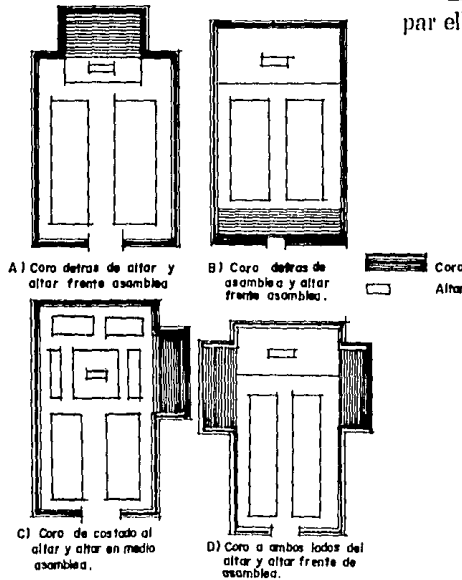 par el
A) Coro detras de altar y
altar frente asamblea
B) Coro detras de
asamblea y altar
frente asamblea.
Coro
Altar
C) Coro de costado al
altar y altar en medio
asamblea.
D) Coro a ambos lados del
altar y altar frente de
asamblea.